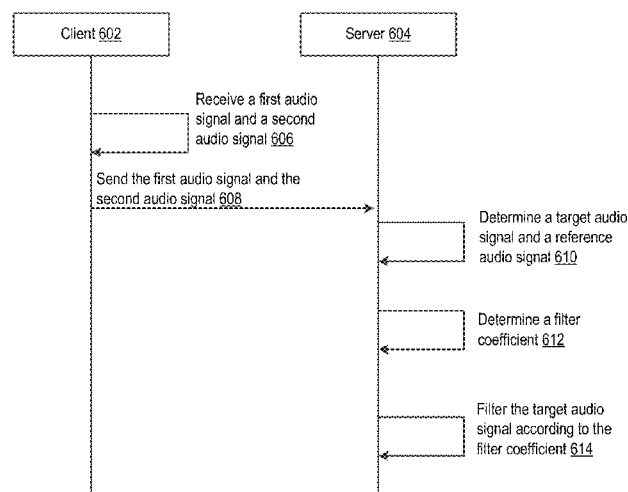 Client 602
Server 604
Receive a first audio
signal and a second
audio signal 606
Send the first audio signal and the
second audio signal 608
Determine a target audio
signal and a reference
audio signal 610
Determine a filter
coefficient 612
Filter the target audio
signal according to the
filter coefficient 614